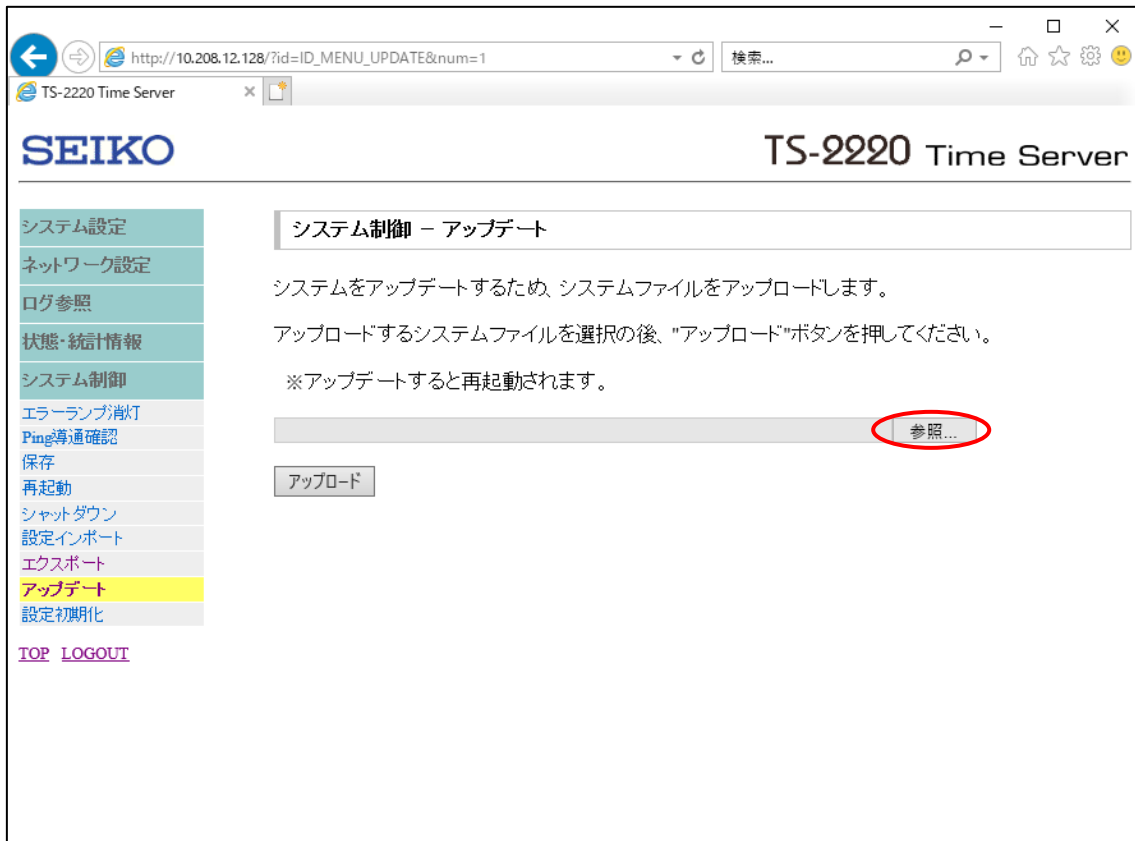 http://10.208.12.128/?id=ID_MENU_UPDATE&num=1
検索...
TS-2220 Time Server
SEIKO
TS-2220 Time Server
システム設定
ネットワーク設定
ログ参照
状態・統計情報
システム制御
エラーランプ消灯
Ping導通確認
保存
再起動
シャットダウン
設定インポート
エクスポート
アップデート
設定初期化
TOP LOGOUT
システム制御 − アップデート
システムをアップデートするため、システムファイルをアップロードします。
アップロードするシステムファイルを選択の後、"アップロード"ボタンを押してください。
※アップデートすると再起動されます。
参照...
アップロード